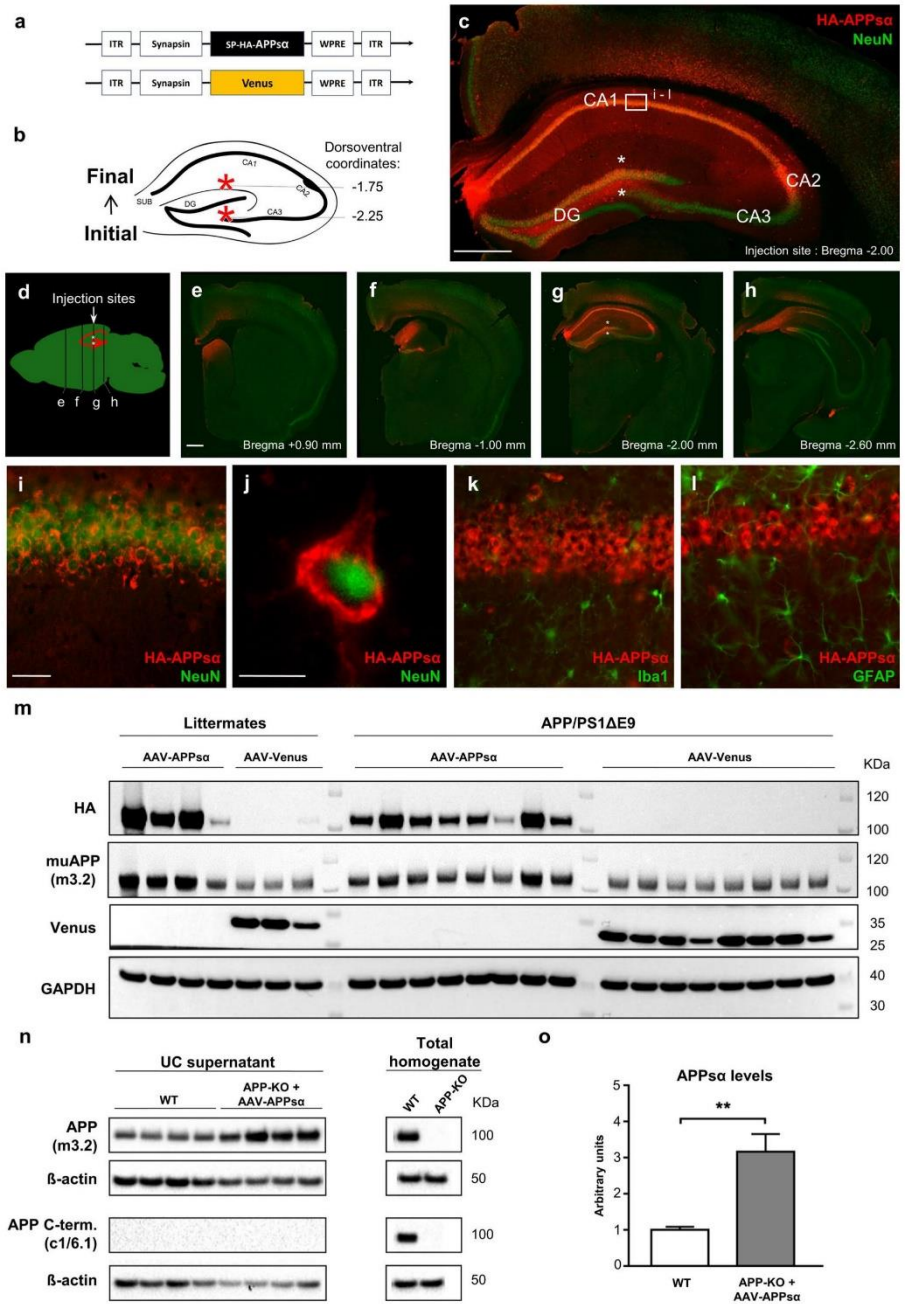 a
ITR Synapsin SP-HA-APPsα WPRE ITR
ITR Synapsin Venus WPRE ITR
b
Dorsoventral
coordinates:
Final
Initial
CA1
CA2
CA3
DG
SUB
-1.75
-2.25
*
*
c
HA-APPsα
NeuN
CA1
i - l
CA2
*
*
DG
CA3
Injection site : Bregma -2.00
d
Injection sites
e f g h
e
Bregma +0.90 mm
f
Bregma -1.00 mm
g
*
*
Bregma -2.00 mm
h
Bregma -2.60 mm
i
HA-APPsα
NeuN
j
HA-APPsα
NeuN
k
HA-APPsα
Iba1
l
HA-APPsα
GFAP
m
Littermates APP/PS1ΔE9
AAV-APPsα AAV-Venus AAV-APPsα AAV-Venus KDa
HA 120
100
muAPP
(m3.2)
120
100
Venus 35
25
GAPDH 40
30
n
UC supernatant
WT
APP-KO +
AAV-APPsα
Total
homogenate
WT APP-KO
KDa
APP
(m3.2)
100
ß-actin 50
APP C-term.
(c1/6.1)
100
ß-actin 50
o
APPsα levels
Arbitrary units
5
4
3
2
1
0
**
WT
APP-KO +
AAV-APPsα